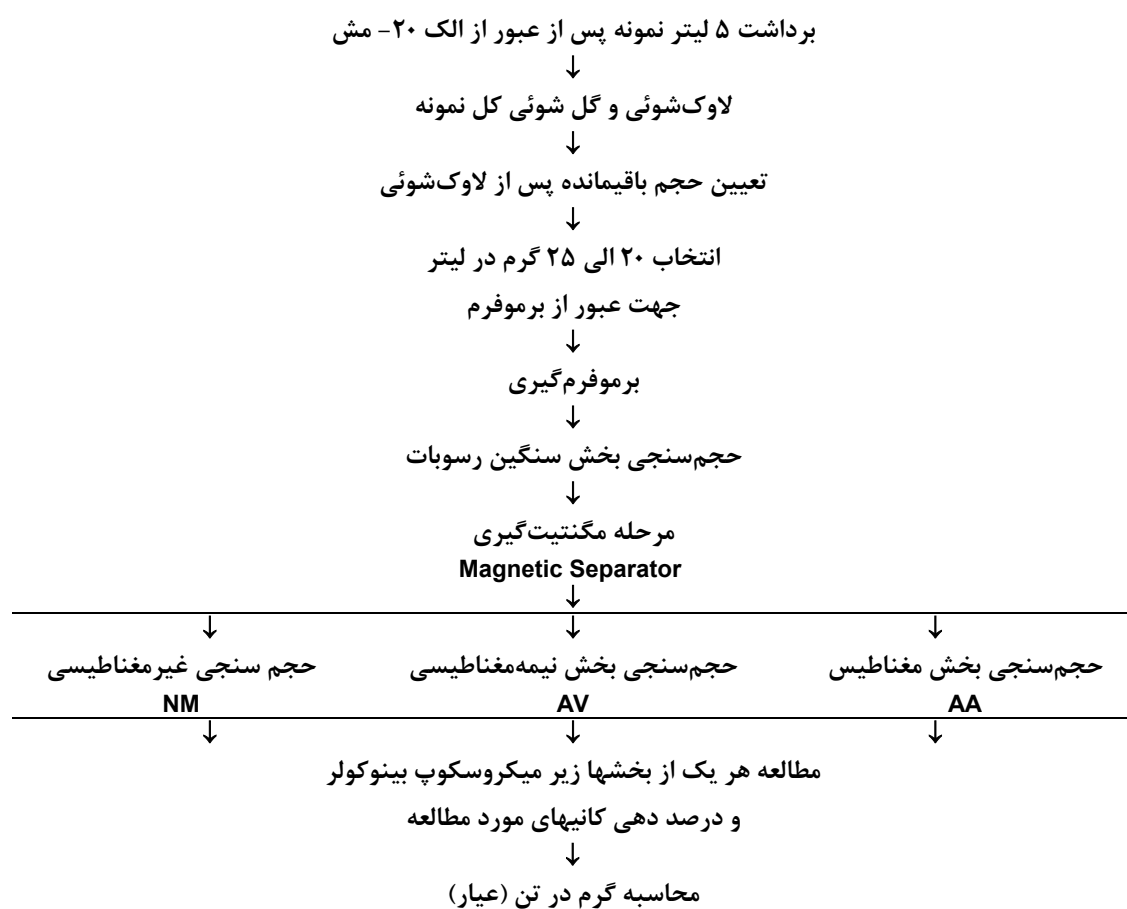 برداشت ۵ لیتر نمونه پس از عبور از الک ۲۰- مش
↓
لاوک‌شوئی و گل شوئی کل نمونه
↓
تعیین حجم باقیمانده پس از لاوک‌شوئی
↓
انتخاب ۲۰ الی ۲۵ گرم در لیتر
جهت عبور از برموفرم
↓
برموفرم‌گیری
↓
حجم‌سنجی بخش سنگین رسوبات
↓
مرحله مگنتیت‌گیری
Magnetic Separator
↓
↓ ↓ ↓
حجم‌سنجی بخش مغناطیس حجم‌سنجی بخش نیمه‌مغناطیسی حجم سنجی غیرمغناطیسی
AA AV NM
↓ ↓ ↓
مطالعه هر یک از بخشها زیر میکروسکوپ بینوکولر
و درصد دهی کانیهای مورد مطالعه
↓
محاسبه گرم در تن (عیار)